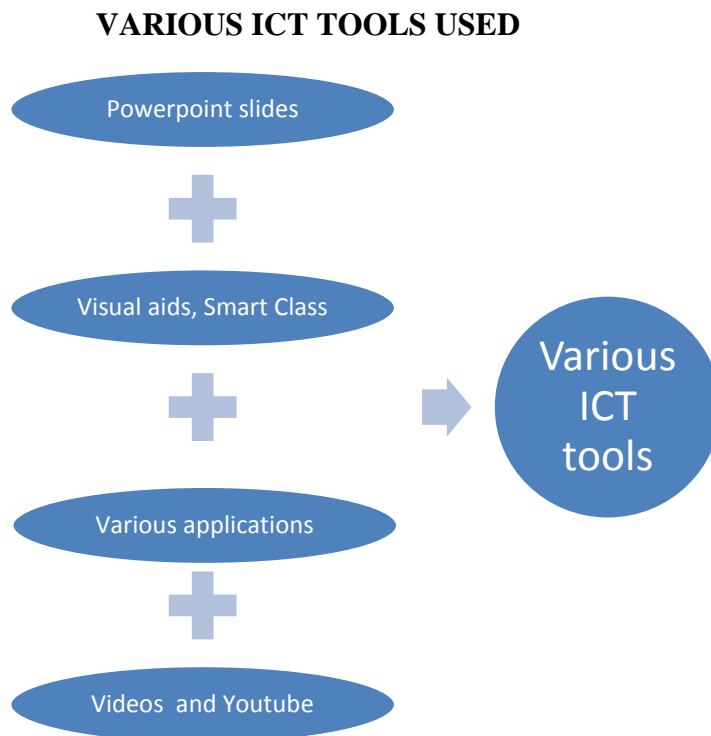 VARIOUS ICT TOOLS USED
Powerpoint slides
Visual aids, Smart Class
Various applications
Videos and Youtube
Various
ICT
tools